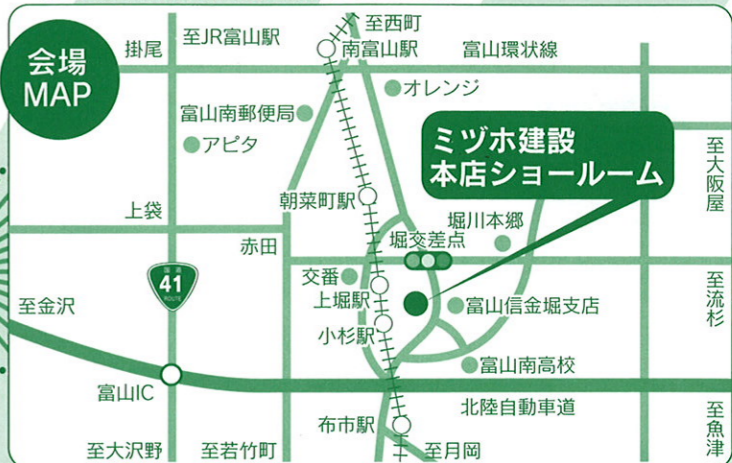 会場
MAP
至西町
至JR富山駅
掛尾
南富山駅
富山環状線
オレンジ
富山南郵便局
アピタ
ミヅホ建設
本店ショールーム
至大阪屋
朝菜町駅
上袋
堀川本郷
赤田
堀交差点
交番
国道
41
ROUTE
上堀駅
至金沢
富山信金堀支店
至流杉
小杉駅
富山南高校
富山IC
北陸自動車道
布市駅
至魚津
至大沢野
至若竹町
至月岡